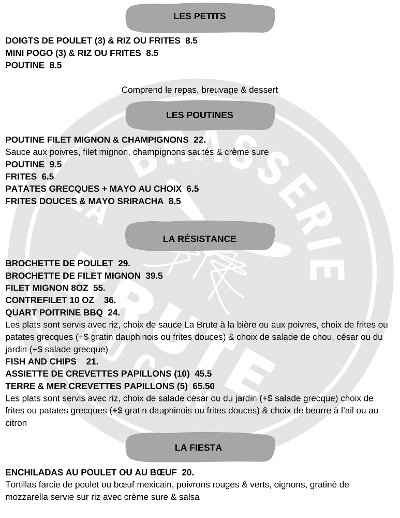 LES PETITS
DOIGTS DE POULET (3) & RIZ OU FRITES 8.5
MINI POGO (3) & RIZ OU FRITES 8.5
POUTINE 8.5
Comprend le repas, breuvage & dessert
LES POUTINES
POUTINE FILET MIGNON & CHAMPIGNONS 22.
Sauce aux poivres, filet mignon, champignons sautés & crème sure
POUTINE 9.5
FRITES 6.5
PATATES GRECQUES + MAYO AU CHOIX 6.5
FRITES DOUCES & MAYO SRIRACHA 8.5
LA RÉSISTANCE
BROCHETTE DE POULET 29.
BROCHETTE DE FILET MIGNON 39.5
FILET MIGNON 8OZ 55.
CONTREFILET 10 OZ 36.
QUART POITRINE BBQ 24.
Les plats sont servis avec riz, choix de sauce La Brute à la bière ou aux poivres, choix de frites ou
patates grecques (+$ gratin dauphinois ou frites douces) & choix de salade de chou, césar ou du
jardin (+$ salade grecque)
FISH AND CHIPS 21.
ASSIETTE DE CREVETTES PAPILLONS (10) 45.5
TERRE & MER CREVETTES PAPILLONS (5) 65.50
Les plats sont servis avec riz, choix de salade césar ou du jardin (+$ salade grecque) choix de
frites ou patates grecques (+$ gratin dauphinois ou frites douces) & choix de beurre à l'ail ou au
citron
LA FIESTA
ENCHILADAS AU POULET OU AU BŒUF 20.
Tortillas farcie de poulet ou bœuf mexicain, poivrons rouges & verts, oignons, gratiné de
mozzarella servie sur riz avec crème sure & salsa
LA BRASSERIE
BRUTE